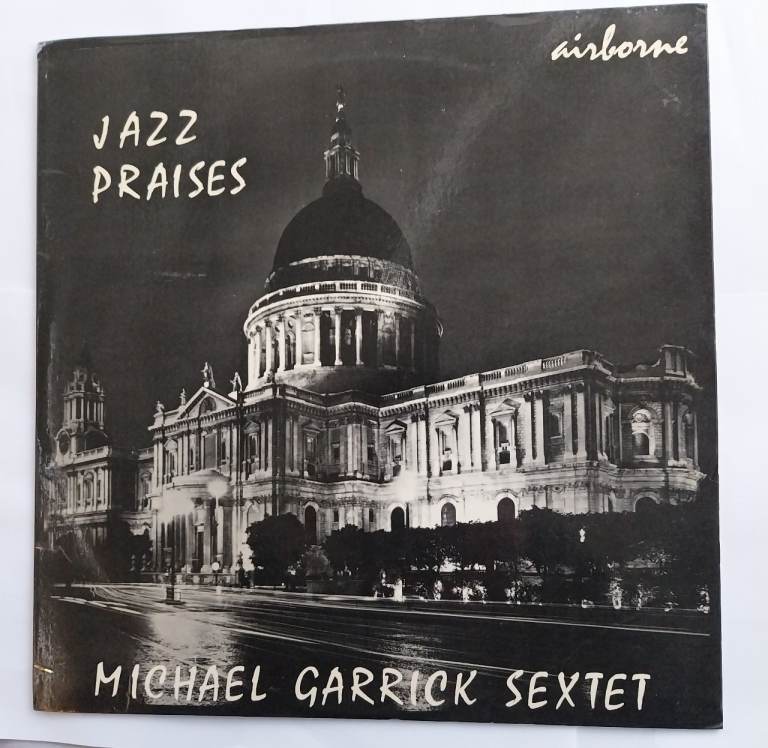 airborne
JAZZ
PRAISES
MICHAEL GARRICK SEXTET